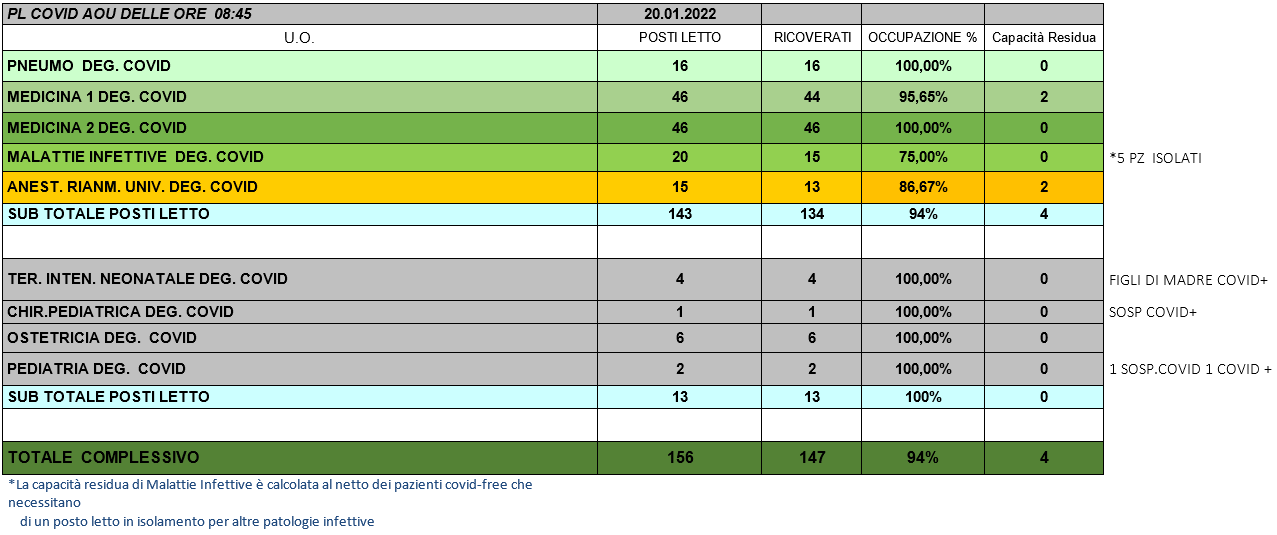 PL COVID AOU DELLE ORE 08:45 20.01.2022
U.O. POSTI LETTO RICOVERATI OCCUPAZIONE % Capacità Residua
PNEUMO DEG. COVID 16 16 100,00% 0
MEDICINA 1 DEG. COVID 46 44 95,65% 2
MEDICINA 2 DEG. COVID 46 46 100,00% 0
MALATTIE INFETTIVE DEG. COVID 20 15 75,00% 0 *5 PZ ISOLATI
ANEST. RIANM. UNIV. DEG. COVID 15 13 86,67% 2
SUB TOTALE POSTI LETTO 143 134 94% 4
TER. INTEN. NEONATALE DEG. COVID 4 4 100,00% 0 FIGLI DI MADRE COVID+
CHIR.PEDIATRICA DEG. COVID 1 1 100,00% 0 SOSP COVID+
OSTETRICIA DEG. COVID 6 6 100,00% 0
PEDIATRIA DEG. COVID 2 2 100,00% 0 1 SOSP.COVID 1 COVID +
SUB TOTALE POSTI LETTO 13 13 100% 0
TOTALE COMPLESSIVO 156 147 94% 4
*La capacità residua di Malattie Infettive è calcolata al netto dei pazienti covid-free che
necessitano
di un posto letto in isolamento per altre patologie infettive